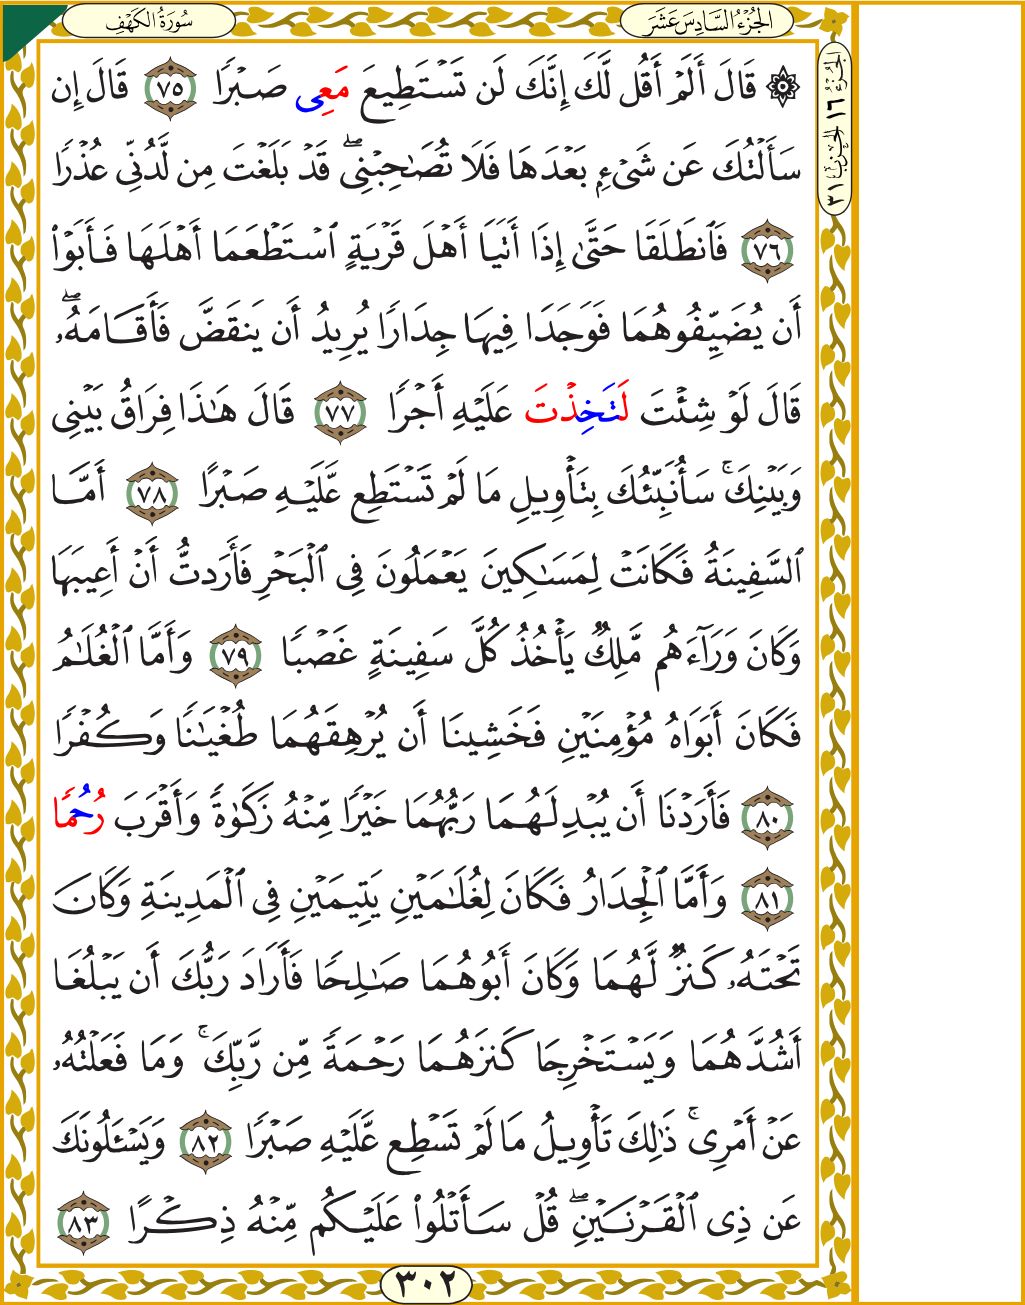 سُورَةُ الكَهْفِ
الجُزْءُ السَّادِسَ عَشَرَ
الجزء ١٦ الحزب ٣١
۞ قَالَ أَلَمْ أَقُل لَّكَ إِنَّكَ لَن تَسْتَطِيعَ مَعِى صَبْرًا ٧٥ قَالَ إِن
سَأَلْتُكَ عَن شَىْءٍۭ بَعْدَهَا فَلَا تُصَٰحِبْنِى ۖ قَدْ بَلَغْتَ مِن لَّدُنِّى عُذْرًا
٧٦ فَٱنطَلَقَا حَتَّىٰ إِذَا أَتَيَا أَهْلَ قَرْيَةٍ ٱسْتَطْعَمَا أَهْلَهَا فَأَبَوْا۟
أَن يُضَيِّفُوهُمَا فَوَجَدَا فِيهَا جِدَارًا يُرِيدُ أَن يَنقَضَّ فَأَقَامَهُۥ ۖ
قَالَ لَوْ شِئْتَ لَتَخِذْتَ عَلَيْهِ أَجْرًا ٧٧ قَالَ هَٰذَا فِرَاقُ بَيْنِى
وَبَيْنِكَ ۚ سَأُنَبِّئُكَ بِتَأْوِيلِ مَا لَمْ تَسْتَطِع عَّلَيْهِ صَبْرًا ٧٨ أَمَّا
ٱلسَّفِينَةُ فَكَانَتْ لِمَسَٰكِينَ يَعْمَلُونَ فِى ٱلْبَحْرِ فَأَرَدتُّ أَنْ أَعِيبَهَا
وَكَانَ وَرَآءَهُم مَّلِكٌ يَأْخُذُ كُلَّ سَفِينَةٍ غَصْبًا ٧٩ وَأَمَّا ٱلْغُلَٰمُ
فَكَانَ أَبَوَاهُ مُؤْمِنَيْنِ فَخَشِينَا أَن يُرْهِقَهُمَا طُغْيَٰنًا وَكُفْرًا
٨٠ فَأَرَدْنَا أَن يُبْدِلَهُمَا رَبُّهُمَا خَيْرًا مِّنْهُ زَكَوٰةً وَأَقْرَبَ رُحُمًا
٨١ وَأَمَّا ٱلْجِدَارُ فَكَانَ لِغُلَٰمَيْنِ يَتِيمَيْنِ فِى ٱلْمَدِينَةِ وَكَانَ
تَحْتَهُۥ كَنزٌ لَّهُمَا وَكَانَ أَبُوهُمَا صَٰلِحًا فَأَرَادَ رَبُّكَ أَن يَبْلُغَا
أَشُدَّهُمَا وَيَسْتَخْرِجَا كَنزَهُمَا رَحْمَةً مِّن رَّبِّكَ ۚ وَمَا فَعَلْتُهُۥ
عَنْ أَمْرِى ۚ ذَٰلِكَ تَأْوِيلُ مَا لَمْ تَسْطِع عَّلَيْهِ صَبْرًا ٨٢ وَيَسْـَٔلُونَكَ
عَن ذِى ٱلْقَرْنَيْنِ ۖ قُلْ سَأَتْلُوا۟ عَلَيْكُم مِّنْهُ ذِكْرًا ٨٣
٣٠٢